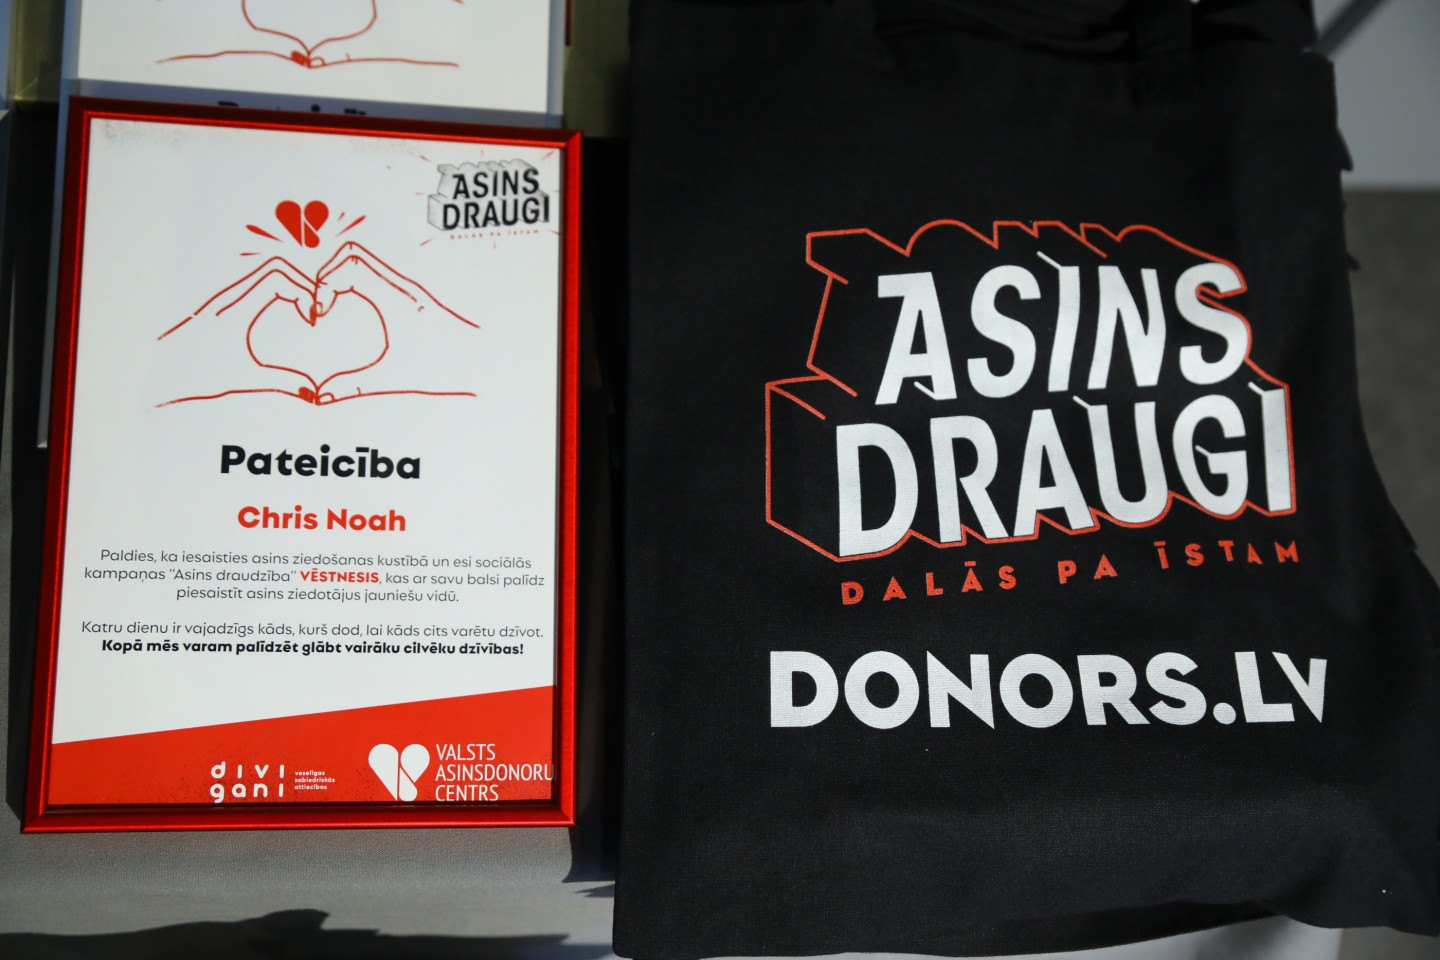 ASINS
DRAUGI
DALĀS PA ĪSTAM
Pateicība
Chris Noah
Paldies, ka iesaisties asins ziedošanas kustībā un esi sociālās
kampaņas "Asins draudzība" VĒSTNESIS, kas ar savu balsi palīdz
piesaistīt asins ziedotājus jauniešu vidū.
Katru dienu ir vajadzīgs kāds, kurš dod, lai kāds cits varētu dzīvot.
Kopā mēs varam palīdzēt glābt vairāku cilvēku dzīvības!
divi
gani
veselīgas
sabiedriskās
attiecības
VALSTS
ASINSDONORU
CENTRS
ASINS
DRAUGI
DALĀS PA ĪSTAM
DONORS.LV